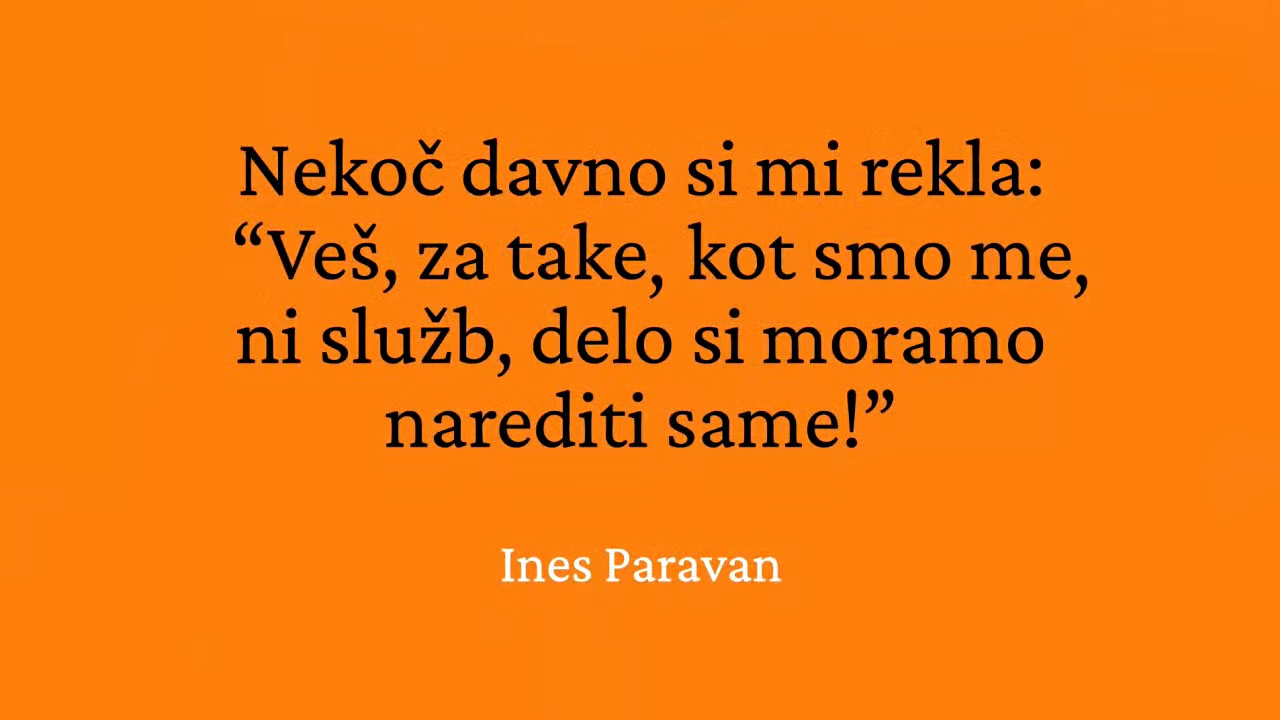 Nekoč davno si mi rekla:
“Veš, za take, kot smo me,
ni služb, delo si moramo
narediti same!”
Ines Paravan